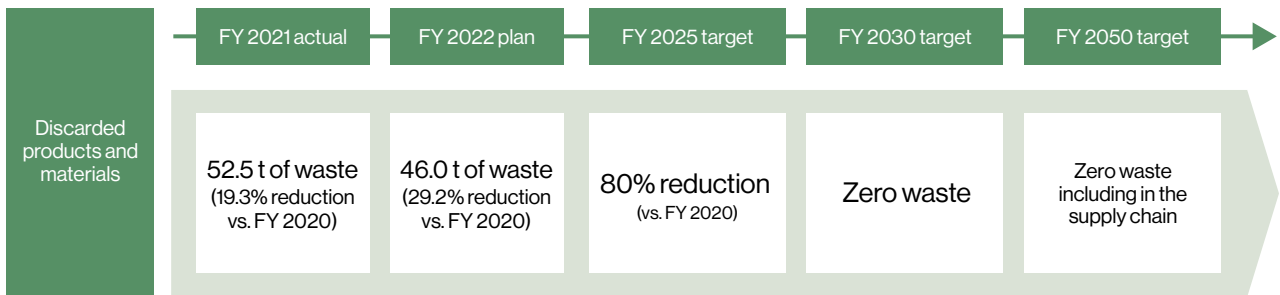 FY 2021 actual
FY 2022 plan
FY 2025 target
FY 2030 target
FY 2050 target
Discarded
products and
materials
52.5 t of waste
(19.3% reduction
vs. FY 2020)
46.0 t of waste
(29.2% reduction
vs. FY 2020)
80% reduction
(vs. FY 2020)
Zero waste
Zero waste
including in the
supply chain